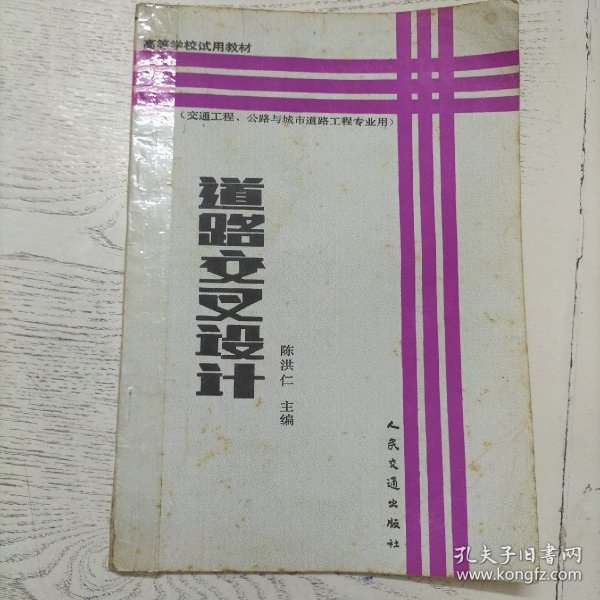 高等学校试用教材
（交通工程、公路与城市道路工程专业用）
道路交叉设计
陈洪仁 主编
人民交通出版社
孔夫子旧书网
www.kongfz.com